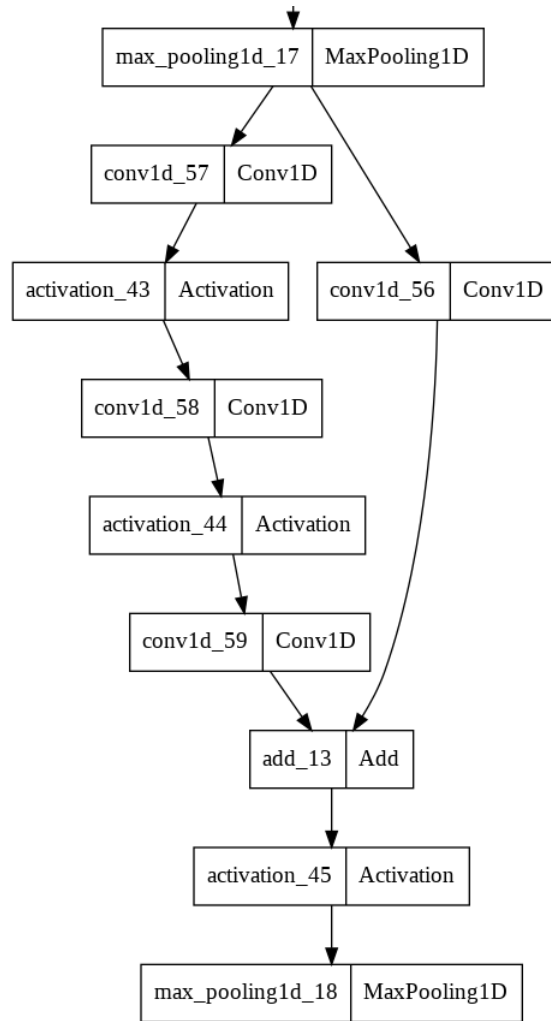 max_pooling1d_17 MaxPooling1D
conv1d_57 Conv1D
activation_43 Activation
conv1d_56 Conv1D
conv1d_58 Conv1D
activation_44 Activation
conv1d_59 Conv1D
add_13 Add
activation_45 Activation
max_pooling1d_18 MaxPooling1D